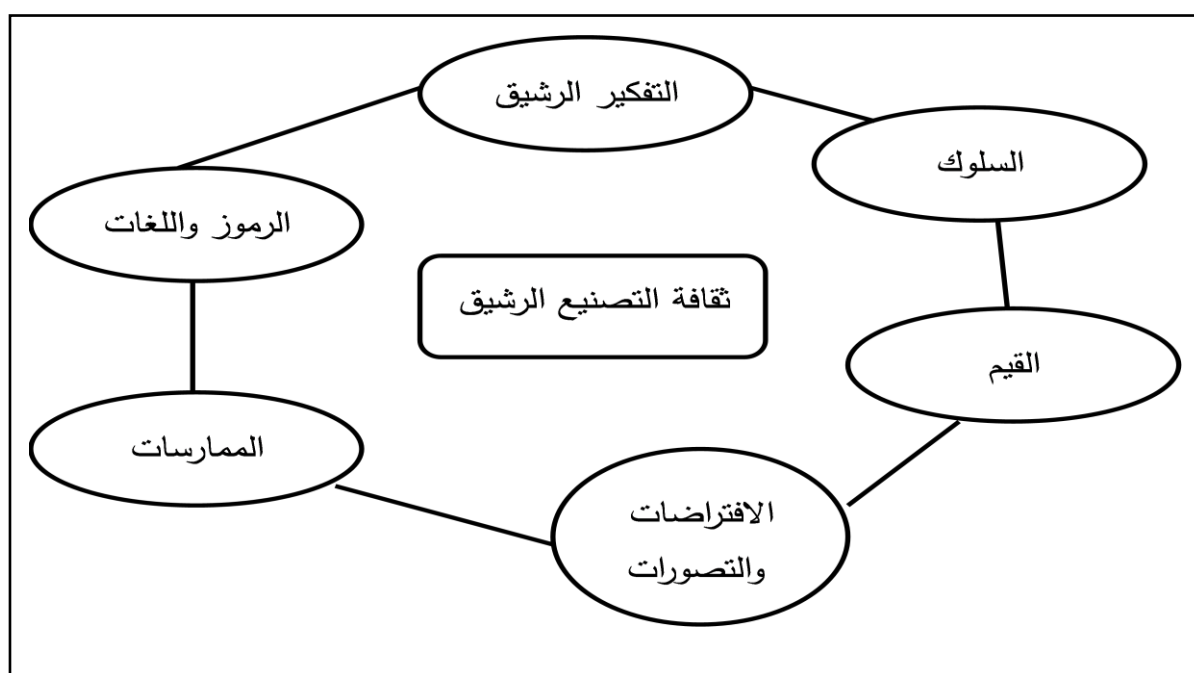 التفكير الرشيق
السلوك
الرموز واللغات
ثقافة التصنيع الرشيق
القيم
الممارسات
الافتراضات
والتصورات